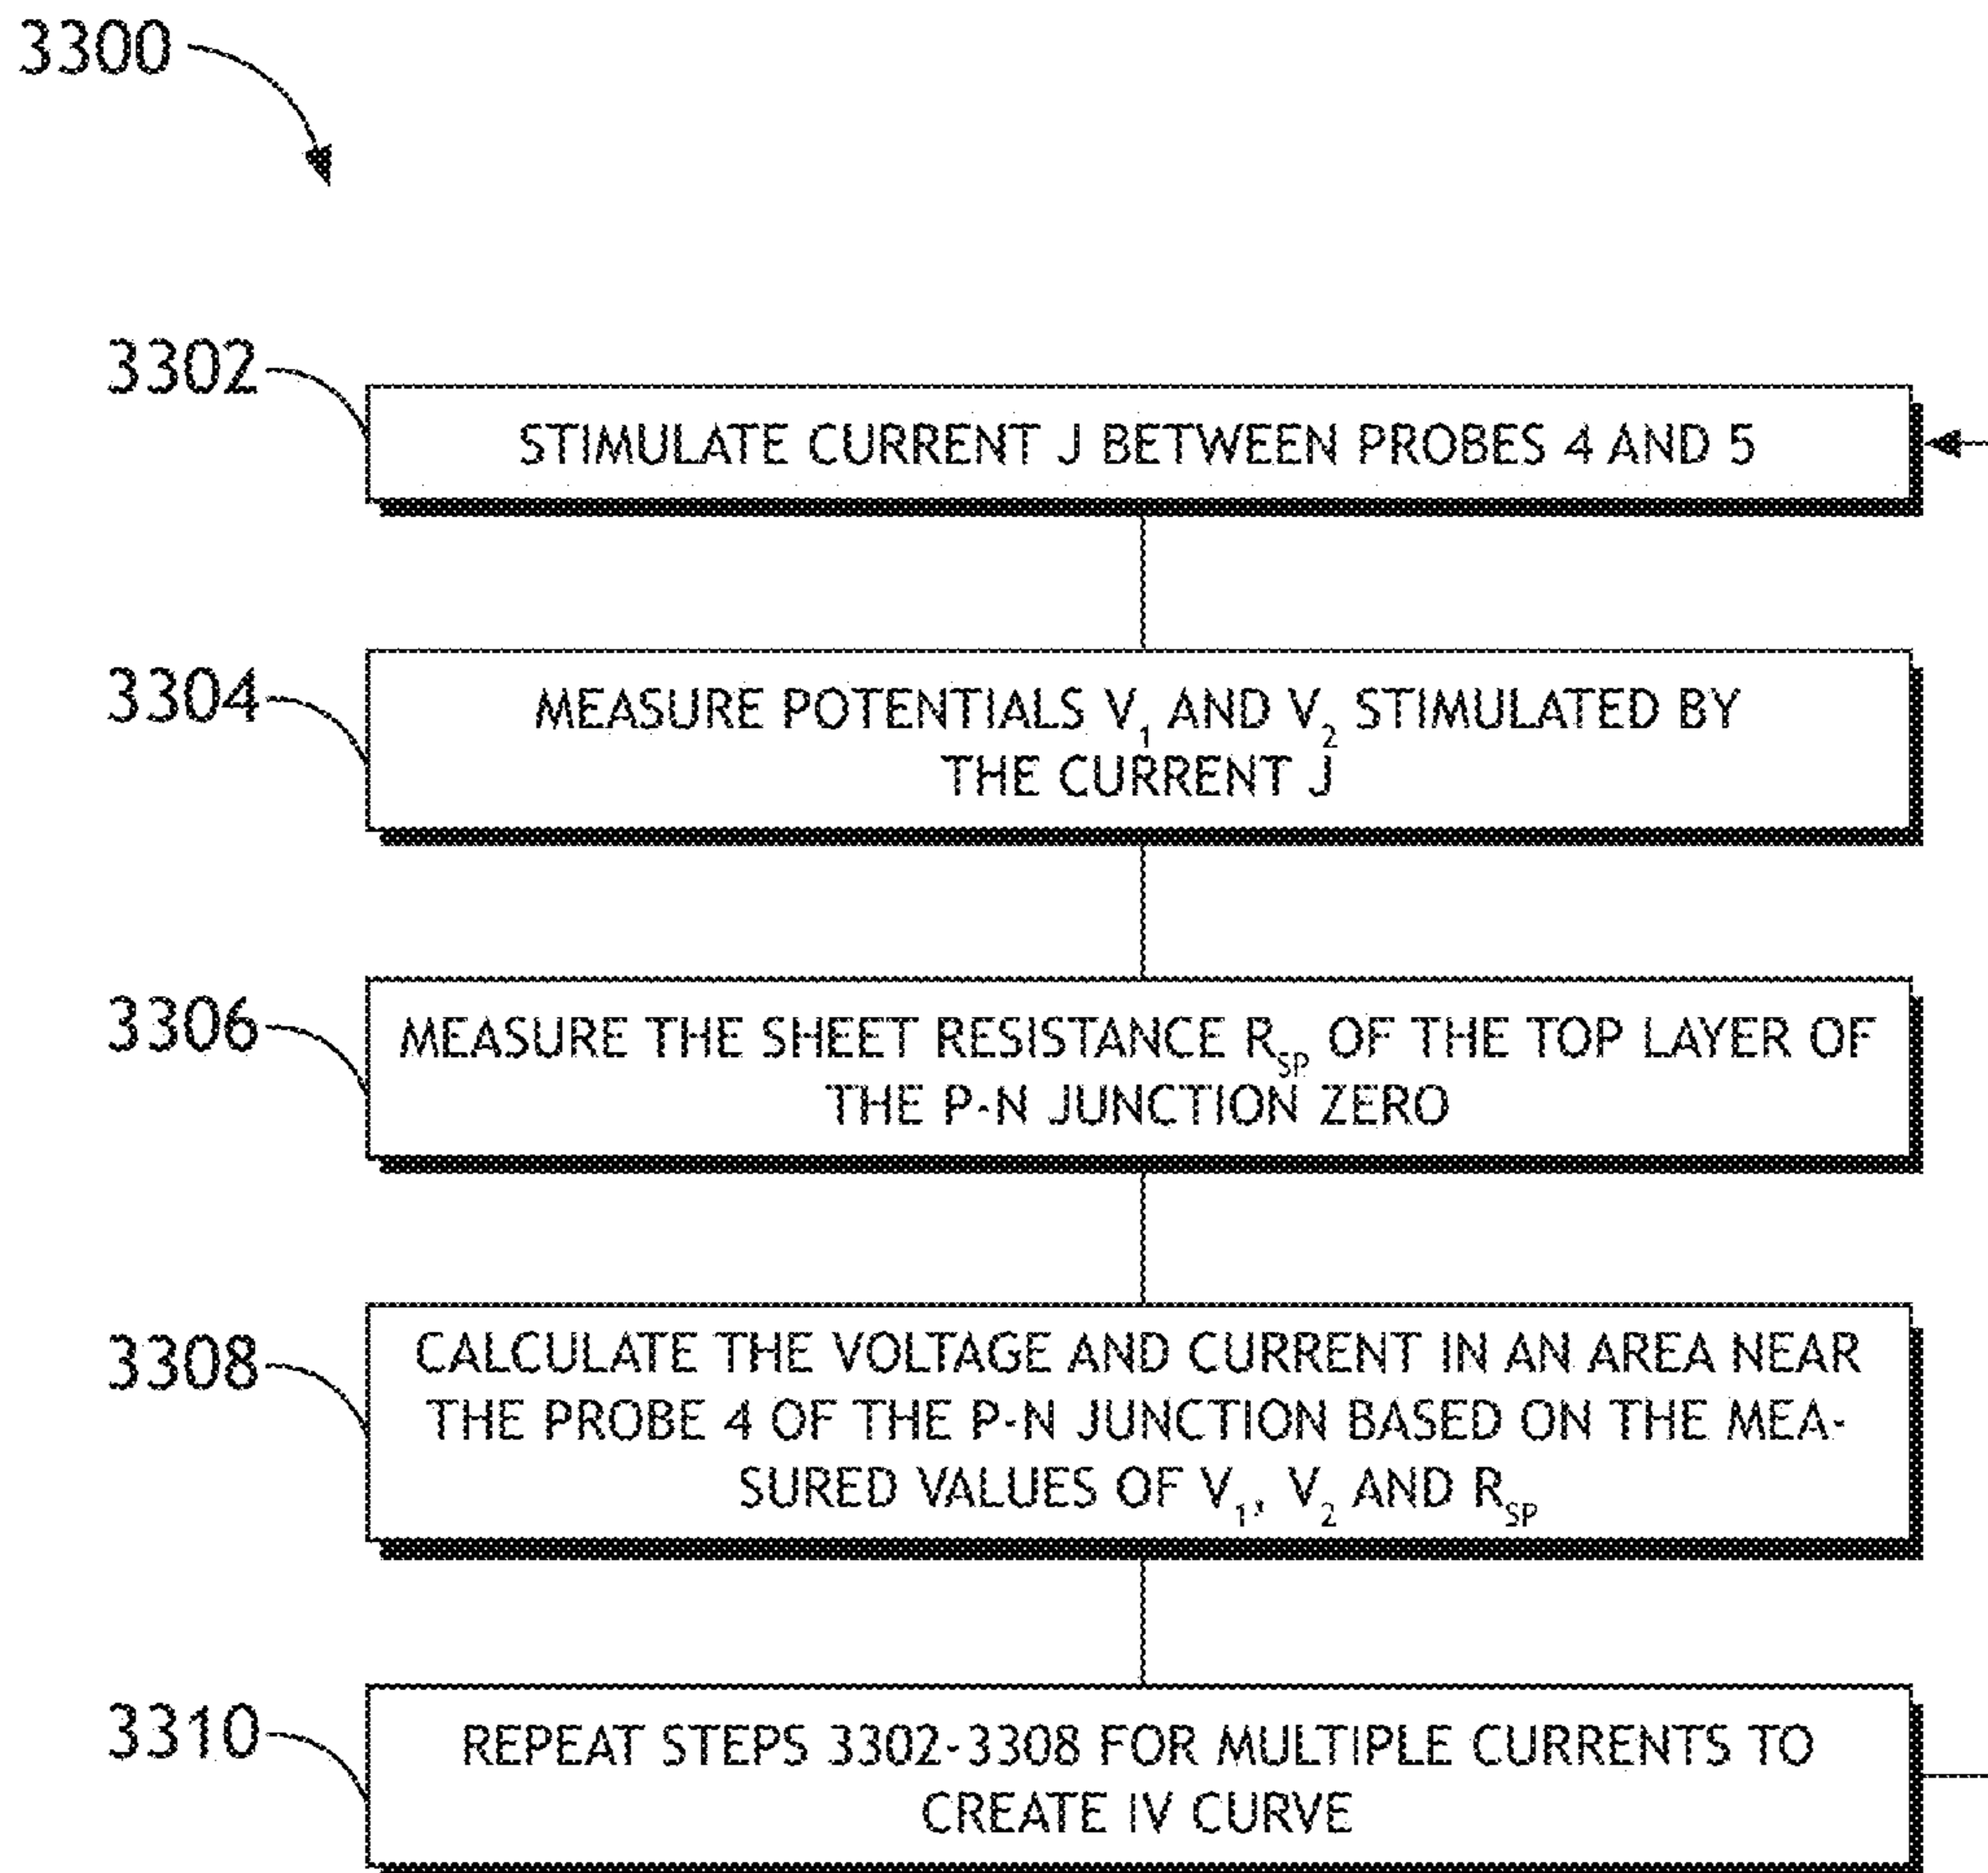 3300
3302
STIMULATE CURRENT J BETWEEN PROBES 4 AND 5
3304
MEASURE POTENTIALS V1 AND V2 STIMULATED BY
THE CURRENT J
3306
MEASURE THE SHEET RESISTANCE RSP OF THE TOP LAYER OF
THE P-N JUNCTION ZERO
3308
CALCULATE THE VOLTAGE AND CURRENT IN AN AREA NEAR
THE PROBE 4 OF THE P-N JUNCTION BASED ON THE MEA-
SURED VALUES OF V1, V2 AND RSP
3310
REPEAT STEPS 3302-3308 FOR MULTIPLE CURRENTS TO
CREATE IV CURVE